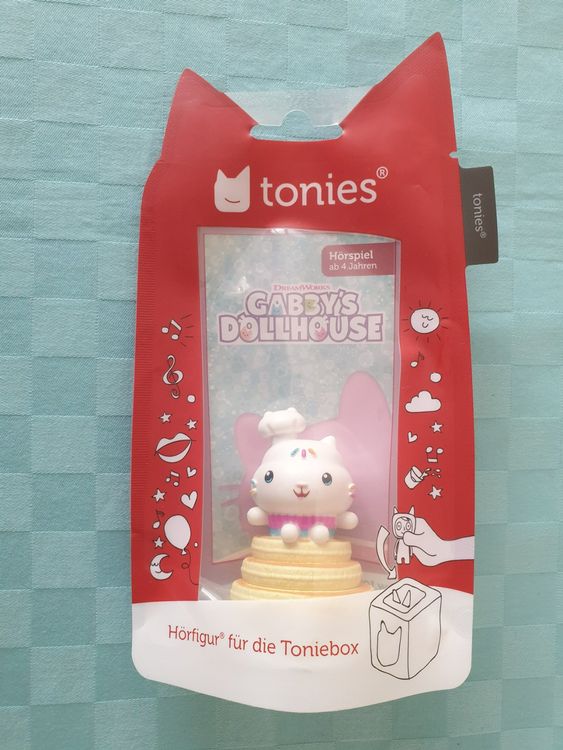 tonies®
tonies®
Hörspiel
ab 4 Jahren
DREAMWORKS
GABBY'S
DOLLHOUSE
Hörfigur® für die Toniebox